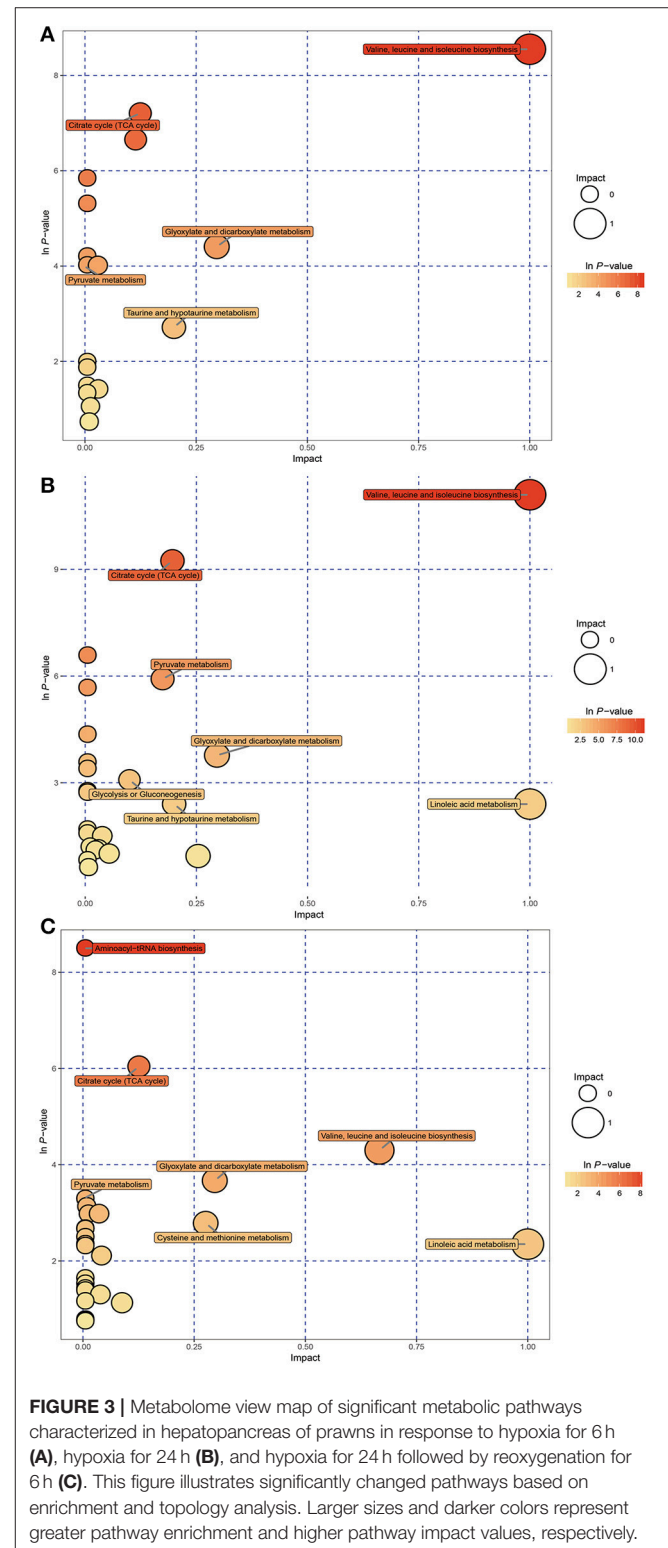 A
Valine, leucine and isoleucine biosynthesis
8
Citrate cycle (TCA cycle)
6
Glyoxylate and dicarboxylate metabolism
4
Pyruvate metabolism
Taurine and hypotaurine metabolism
2
0.00 0.25 0.50 0.75 1.00
Impact
ln P-value
Impact
0
1
ln P-value
2 4 6 8
B
Valine, leucine and isoleucine biosynthesis
9
Citrate cycle (TCA cycle)
6
Pyruvate metabolism
Glyoxylate and dicarboxylate metabolism
3
Glycolysis or Gluconeogenesis
Linoleic acid metabolism
Taurine and hypotaurine metabolism
0.00 0.25 0.50 0.75 1.00
Impact
ln P-value
Impact
0
1
ln P-value
2.5 5.0 7.5 10.0
C
Aminoacyl-tRNA biosynthesis
8
6
Citrate cycle (TCA cycle)
Valine, leucine and isoleucine biosynthesis
4
Glyoxylate and dicarboxylate metabolism
Pyruvate metabolism
Cysteine and methionine metabolism
Linoleic acid metabolism
2
0.00 0.25 0.50 0.75 1.00
Impact
ln P-value
Impact
0
1
ln P-value
2 4 6 8
FIGURE 3 | Metabolome view map of significant metabolic pathways
characterized in hepatopancreas of prawns in response to hypoxia for 6 h
(A), hypoxia for 24 h (B), and hypoxia for 24 h followed by reoxygenation for
6 h (C). This figure illustrates significantly changed pathways based on
enrichment and topology analysis. Larger sizes and darker colors represent
greater pathway enrichment and higher pathway impact values, respectively.